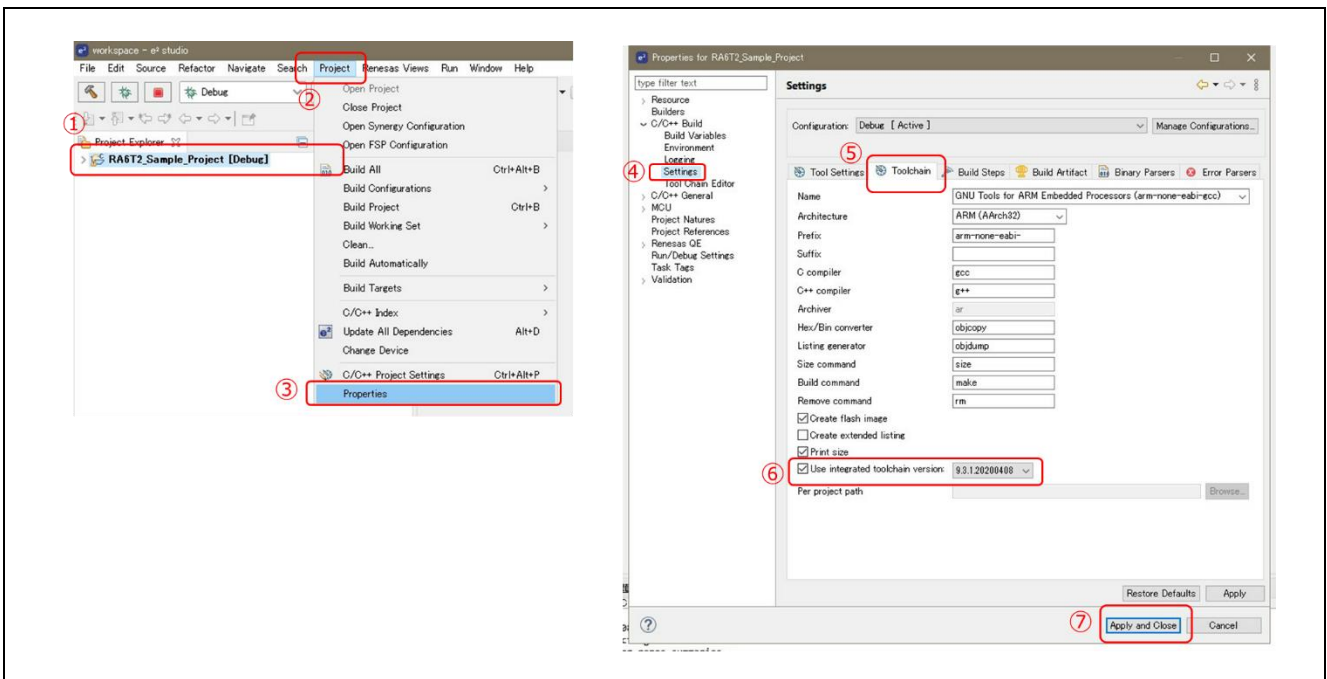 workspace - e² studio
File Edit Source Refactor Navigate Search Project Renesas Views Run Window Help
Debug
②
Open Project
Close Project
①
Open Synergy Configuration
Project Explorer
Open FSP Configuration
RA6T2_Sample_Project [Debug]
Build All Ctrl+Alt+B
Build Configurations >
Build Project Ctrl+B
Build Working Set >
Clean...
Build Automatically
Build Targets >
C/C++ Index >
Update All Dependencies Alt+D
Change Device
C/C++ Project Settings Ctrl+Alt+P
③
Properties
Properties for RA6T2_Sample_Project
type filter text
Settings
Resource
Builders
C/C++ Build
Build Variables
Environment
Logging
④
Settings
Tool Chain Editor
C/C++ General
MCU
Project Natures
Project References
Renesas QE
Run/Debug Settings
Task Tags
Validation
Configuration: Debug [ Active ] Manage Configurations...
⑤
Tool Settings Toolchain Build Steps Build Artifact Binary Parsers Error Parsers
Name GNU Tools for ARM Embedded Processors (arm-none-eabi-gcc)
Architecture ARM (AArch32)
Prefix arm-none-eabi-
Suffix
C compiler gcc
C++ compiler g++
Archiver ar
Hex/Bin converter objcopy
Listing generator objdump
Size command size
Build command make
Remove command rm
Create flash image
Create extended listing
Print size
⑥
Use integrated toolchain version: 9.3.1.20200408
Per project path Browse...
Restore Defaults Apply
⑦
Apply and Close Cancel